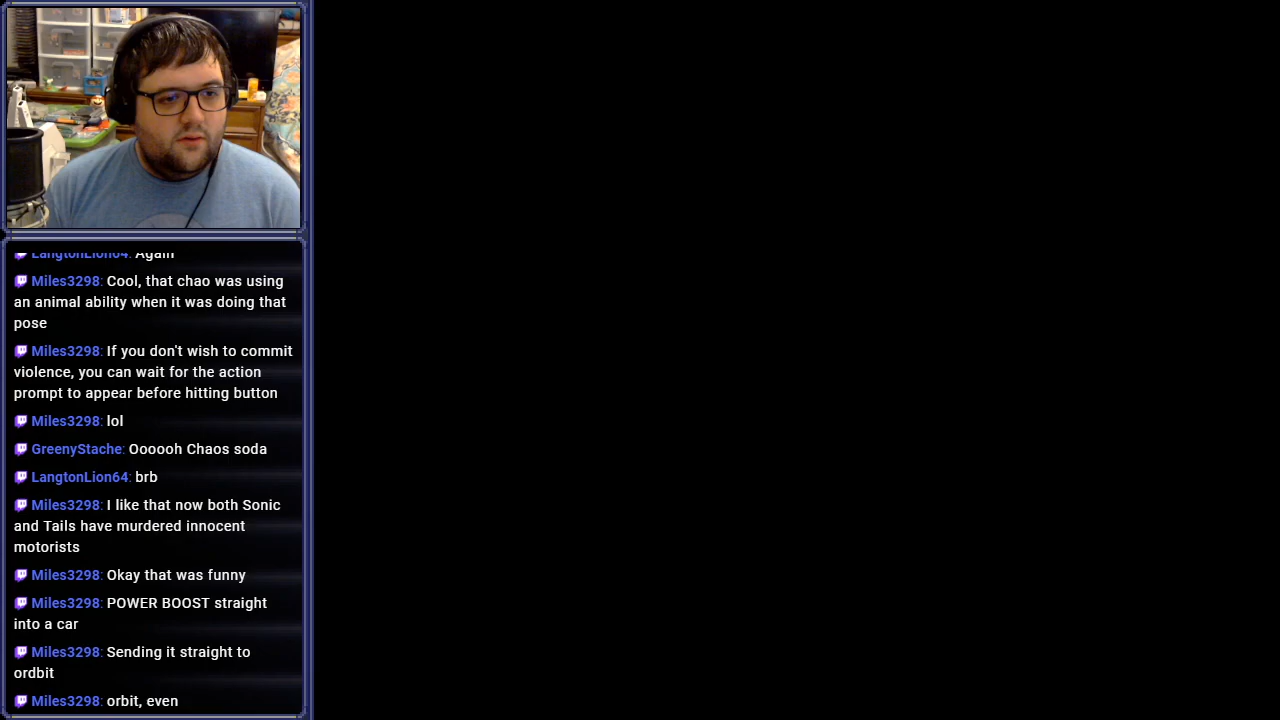 LangtonLion64: Again
Miles3298: Cool, that chao was using
an animal ability when it was doing that
pose
Miles3298: If you don't wish to commit
violence, you can wait for the action
prompt to appear before hitting button
Miles3298: lol
GreenyStache: Oooooh Chaos soda
LangtonLion64: brb
Miles3298: I like that now both Sonic
and Tails have murdered innocent
motorists
Miles3298: Okay that was funny
Miles3298: POWER BOOST straight
into a car
Miles3298: Sending it straight to
ordbit
Miles3298: orbit, even